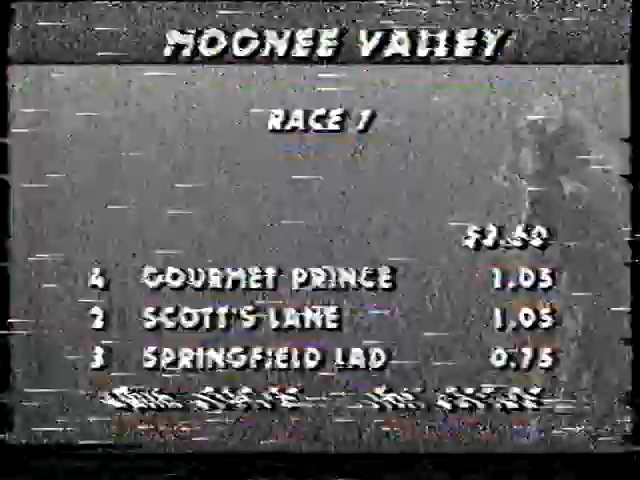 MOONEE VALLEY
RACE 7
4 GOURMET PRINCE 1.05
2 SCOTT'S LANE 1.05
3 SPRINGFIELD LAD 0.75